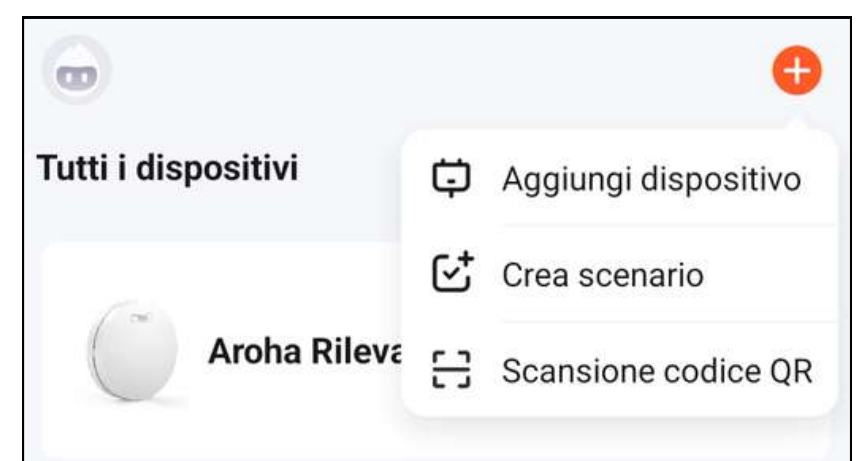 Tutti i dispositivi
Aggiungi dispositivo
Crea scenario
Aroha Rileva
Scansione codice QR